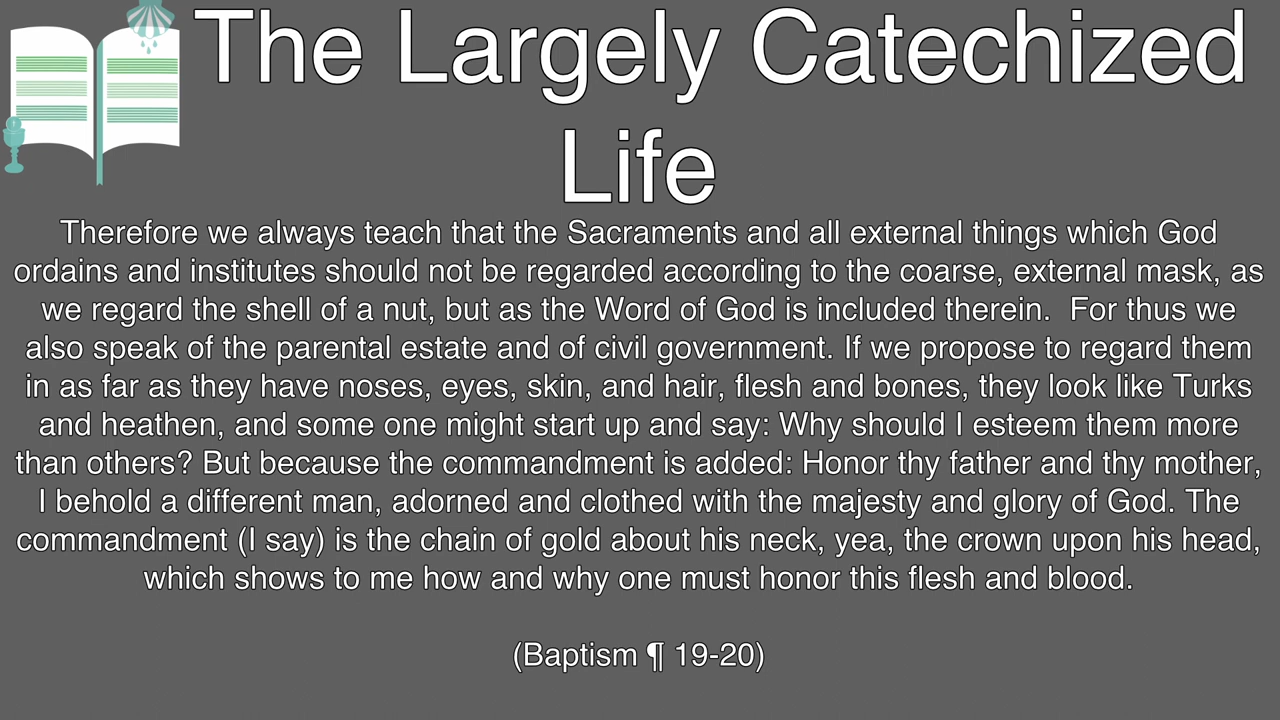 The Largely Catechized
Life
Therefore we always teach that the Sacraments and all external things which God
ordains and institutes should not be regarded according to the coarse, external mask, as
we regard the shell of a nut, but as the Word of God is included therein.  For thus we
also speak of the parental estate and of civil government. If we propose to regard them
in as far as they have noses, eyes, skin, and hair, flesh and bones, they look like Turks
and heathen, and some one might start up and say: Why should I esteem them more
than others? But because the commandment is added: Honor thy father and thy mother,
I behold a different man, adorned and clothed with the majesty and glory of God. The
commandment (I say) is the chain of gold about his neck, yea, the crown upon his head,
which shows to me how and why one must honor this flesh and blood.
(Baptism ¶ 19-20)